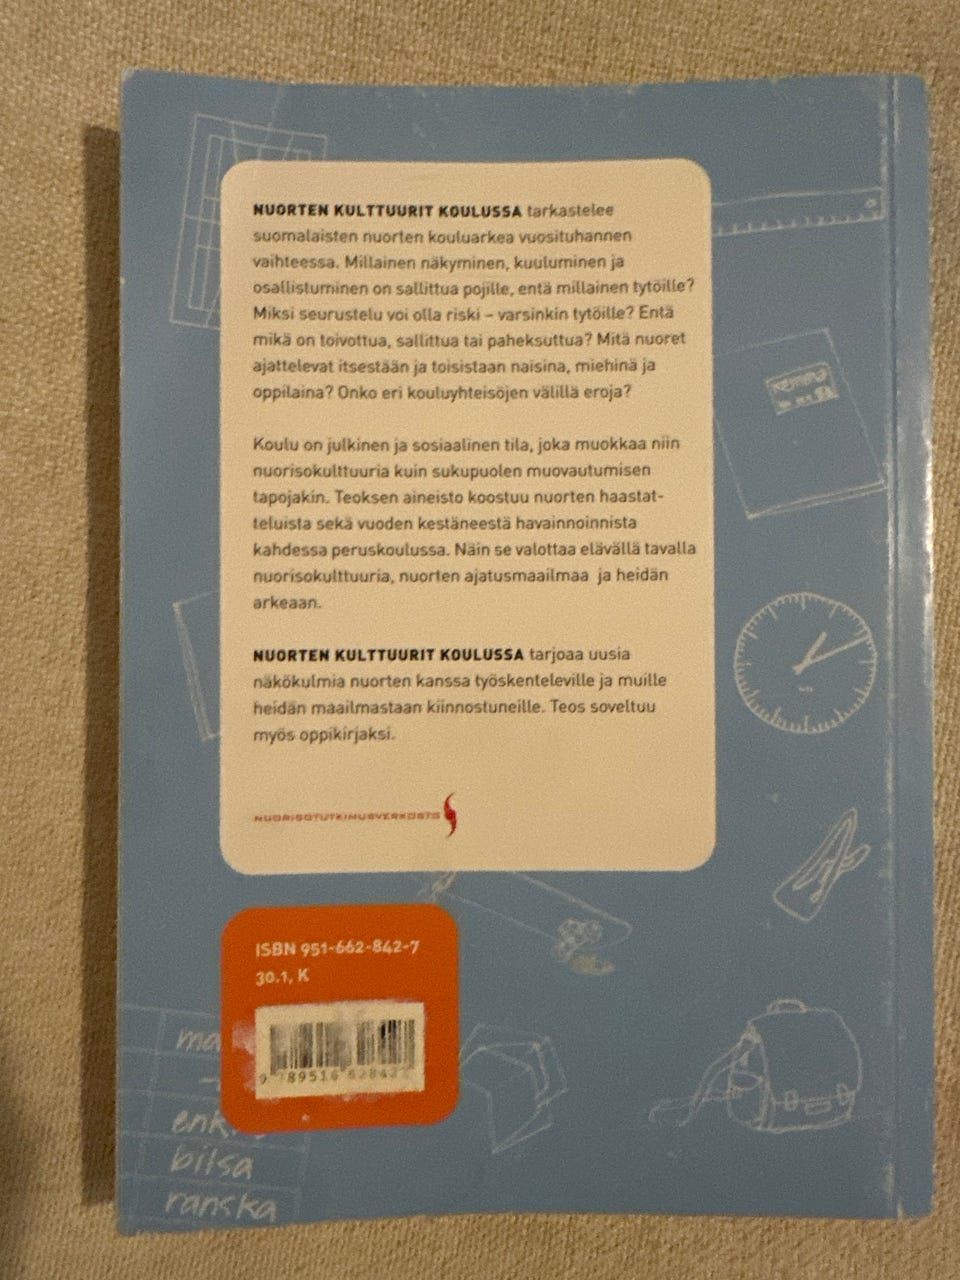 NUORTEN KULTTUURIT KOULUSSA tarkastelee
suomalaisten nuorten kouluarkea vuosituhannen
vaihteessa. Millainen näkyminen, kuuluminen ja
osallistuminen on sallittua pojille, entä millainen tytöille?
Miksi seurustelu voi olla riski – varsinkin tytöille? Entä
mikä on toivottua, sallittua tai paheksuttua? Mitä nuoret
ajattelevat itsestään ja toisistaan naisina, miehinä ja
oppilaina? Onko eri kouluyhteisöjen välillä eroja?
Koulu on julkinen ja sosiaalinen tila, joka muokkaa niin
nuorisokulttuuria kuin sukupuolen muovautumisen
tapojakin. Teoksen aineisto koostuu nuorten haastat-
teluista sekä vuoden kestäneestä havainnoinnista
kahdessa peruskoulussa. Näin se valottaa elävällä tavalla
nuorisokulttuuria, nuorten ajatusmaailmaa ja heidän
arkeaan.
NUORTEN KULTTUURIT KOULUSSA tarjoaa uusia
näkökulmia nuorten kanssa työskenteleville ja muille
heidän maailmastaan kiinnostuneille. Teos soveltuu
myös oppikirjaksi.
NUORISOTUTKIMUSVERKOSTO
ISBN 951-662-842-7
30.1, K
ma
enk
bilsa
ranska